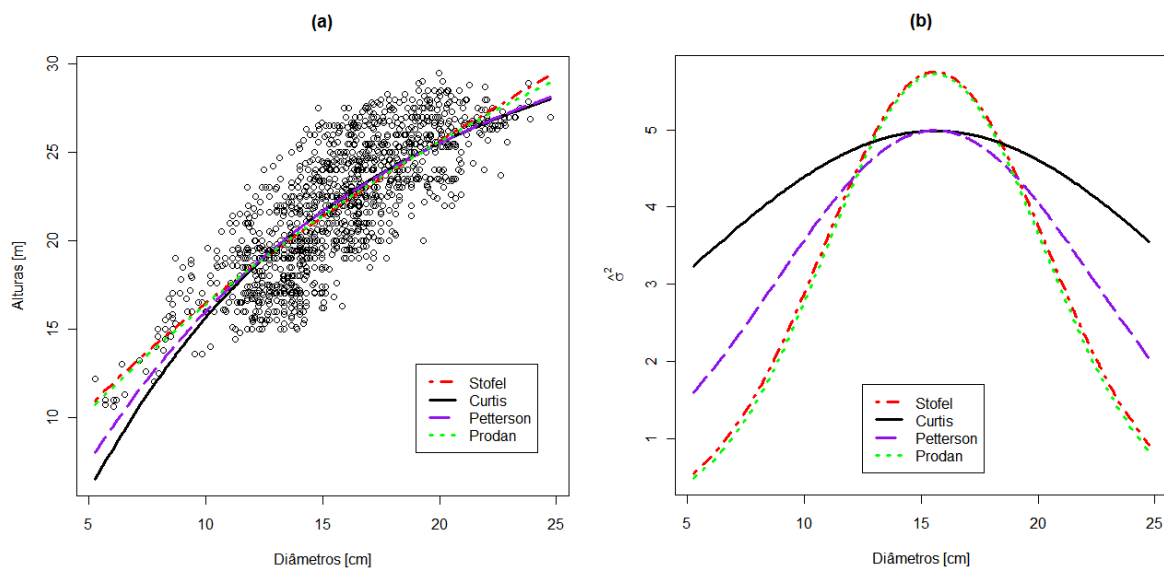 (a)
Alturas [m]
30
25
20
15
10
Stofel
Curtis
Petterson
Prodan
5 10 15 20 25
Diâmetros [cm]
(b)
σ̂²
5
4
3
2
1
Stofel
Curtis
Petterson
Prodan
5 10 15 20 25
Diâmetros [cm]